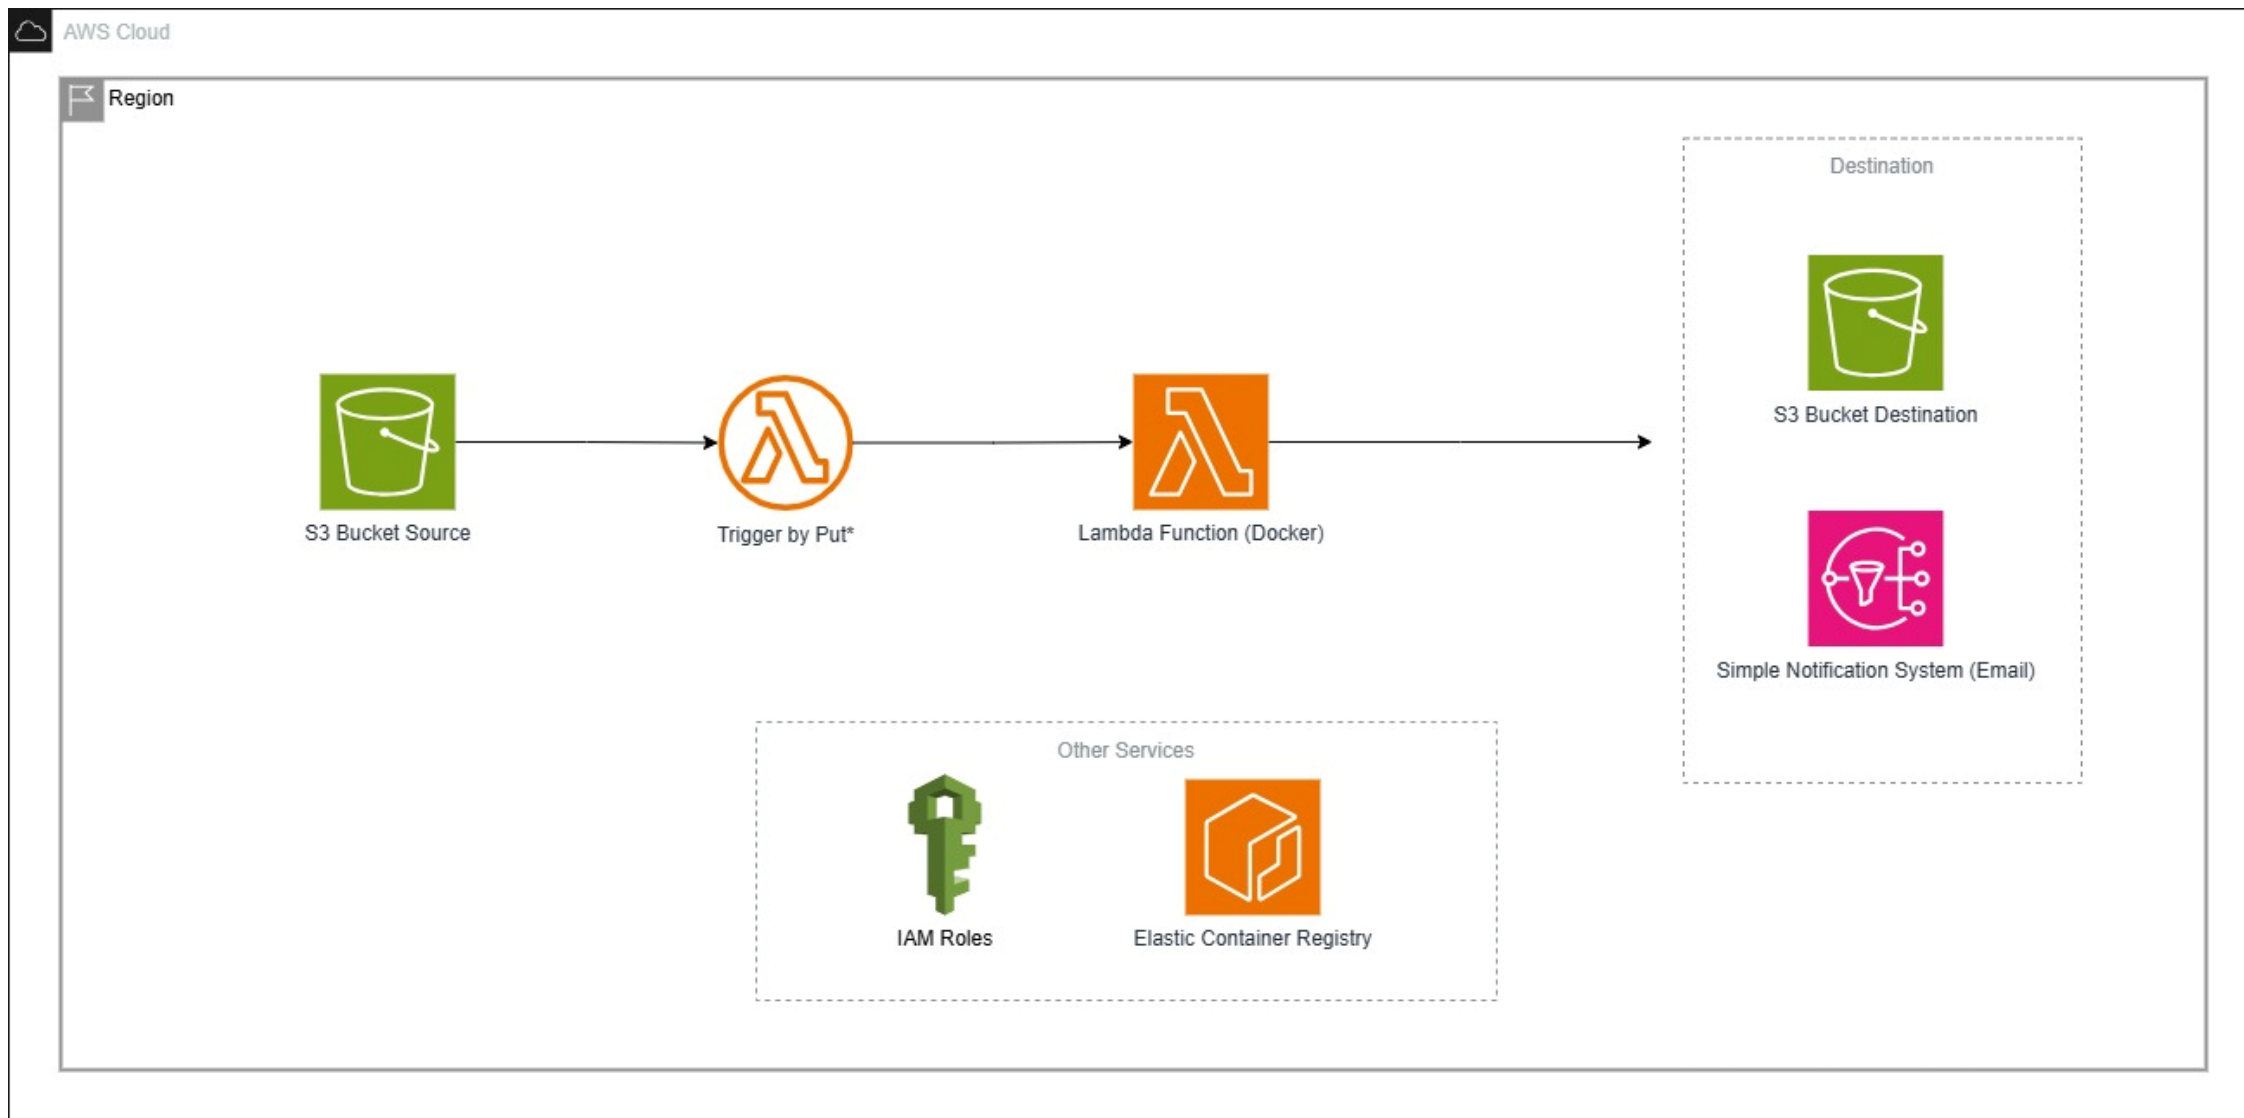 AWS Cloud
Region
Destination
S3 Bucket Destination
S3 Bucket Source
Trigger by Put*
Lambda Function (Docker)
Simple Notification System (Email)
Other Services
IAM Roles
Elastic Container Registry